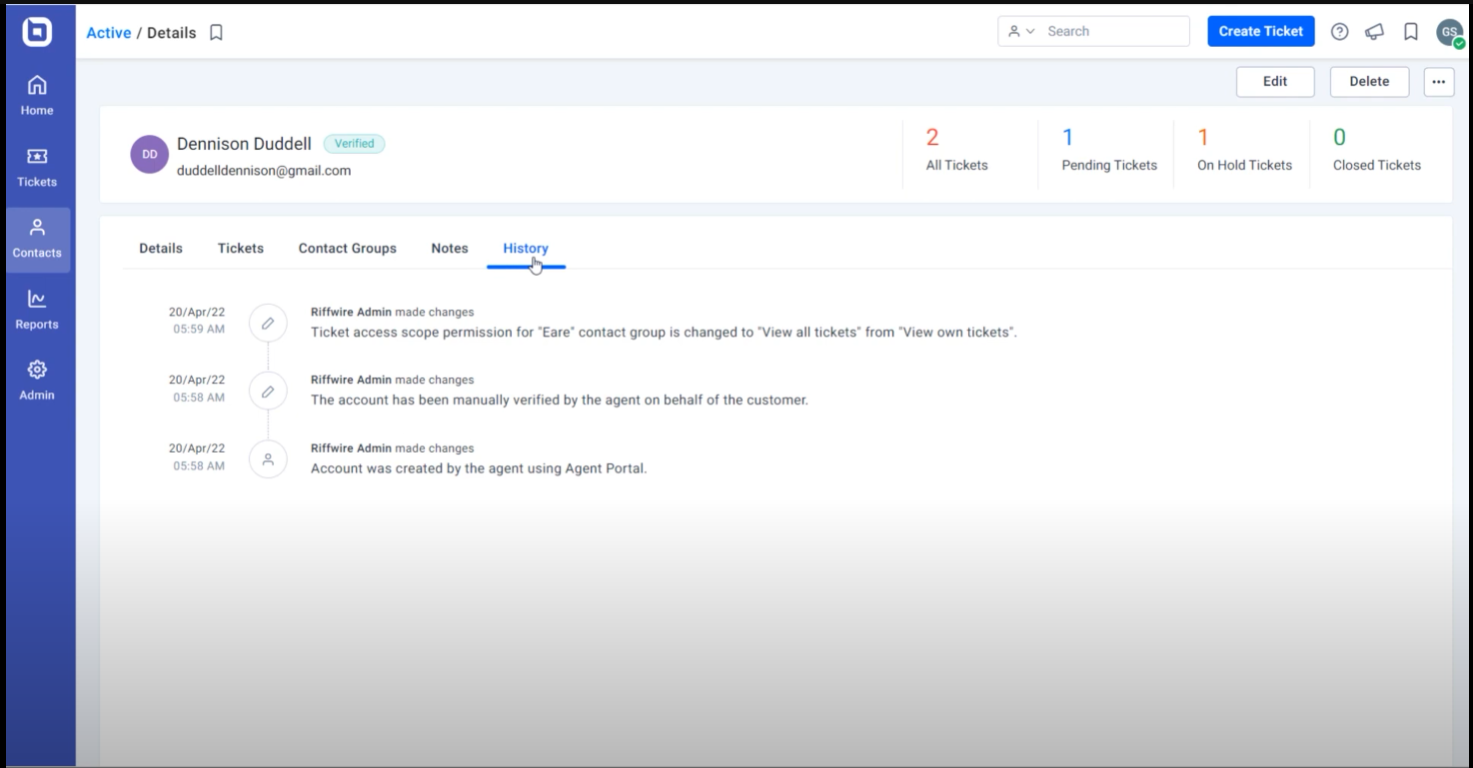 Active / Details
Search
Create Ticket
GS
Home
Tickets
Contacts
Reports
Admin
Edit
Delete
DD
Dennison Duddell
Verified
duddelldennison@gmail.com
2
All Tickets
1
Pending Tickets
1
On Hold Tickets
0
Closed Tickets
Details
Tickets
Contact Groups
Notes
History
20/Apr/22
05:59 AM
Riffwire Admin made changes
Ticket access scope permission for "Eare" contact group is changed to "View all tickets" from "View own tickets".
20/Apr/22
05:58 AM
Riffwire Admin made changes
The account has been manually verified by the agent on behalf of the customer.
20/Apr/22
05:58 AM
Riffwire Admin made changes
Account was created by the agent using Agent Portal.